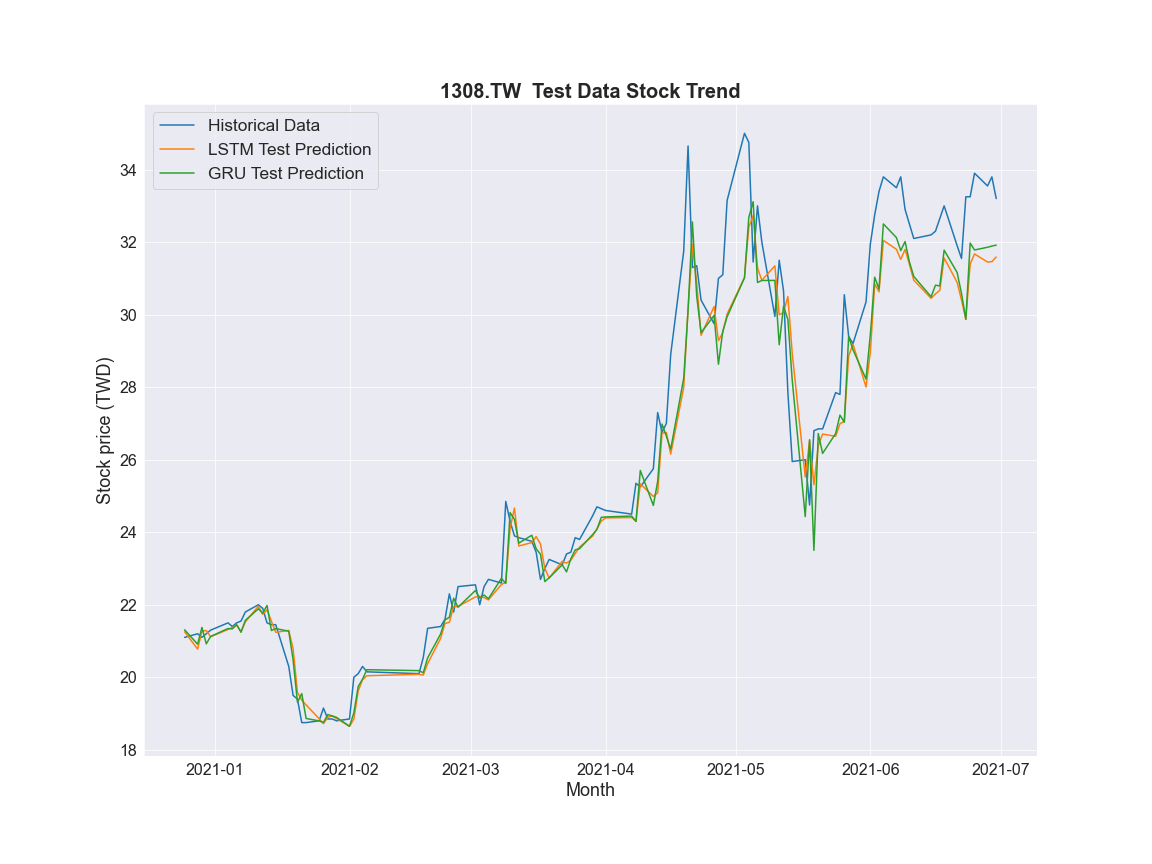 1308.TW  Test Data Stock Trend
Historical Data
LSTM Test Prediction
GRU Test Prediction
Stock price (TWD)
34
32
30
28
26
24
22
20
18
2021-01 2021-02 2021-03 2021-04 2021-05 2021-06 2021-07
Month